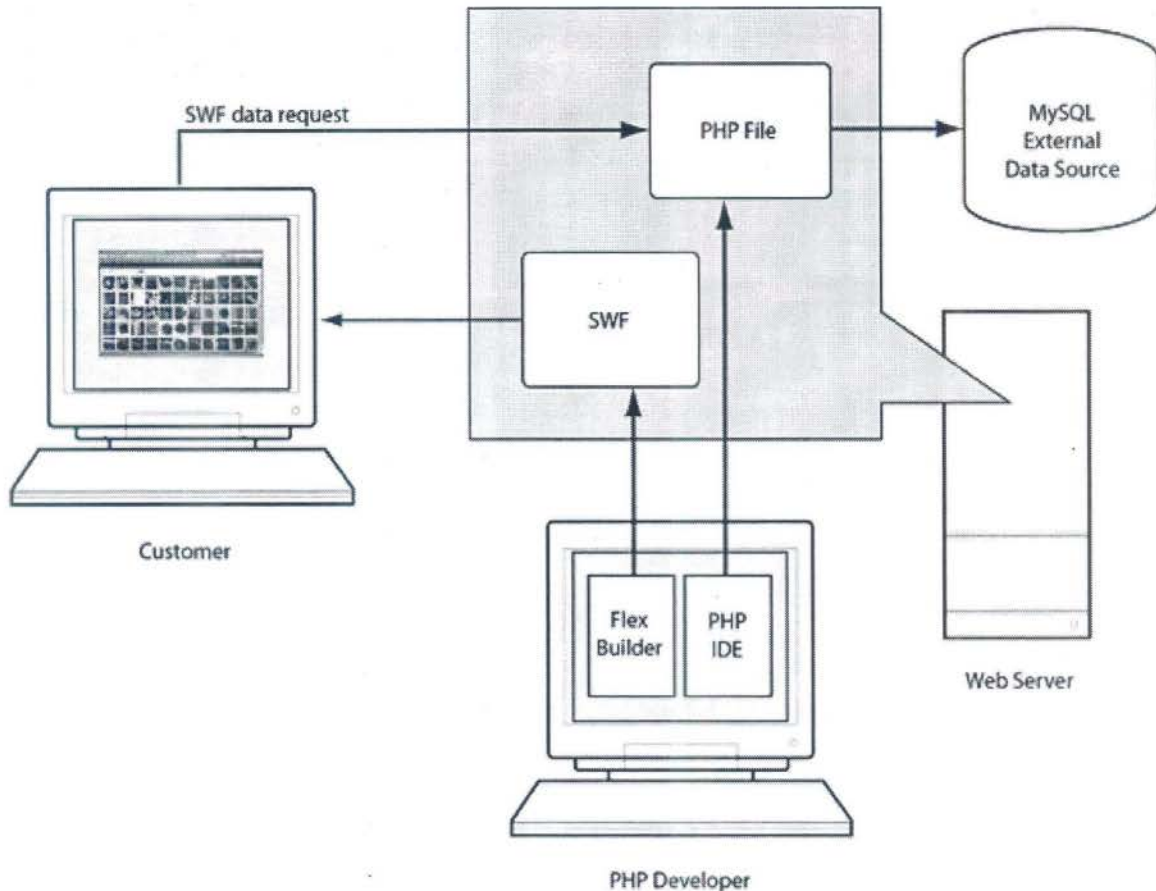 SWF data request
PHP File
MySQL
External
Data Source
SWF
Customer
Flex
Builder
PHP
IDE
Web Server
PHP Developer